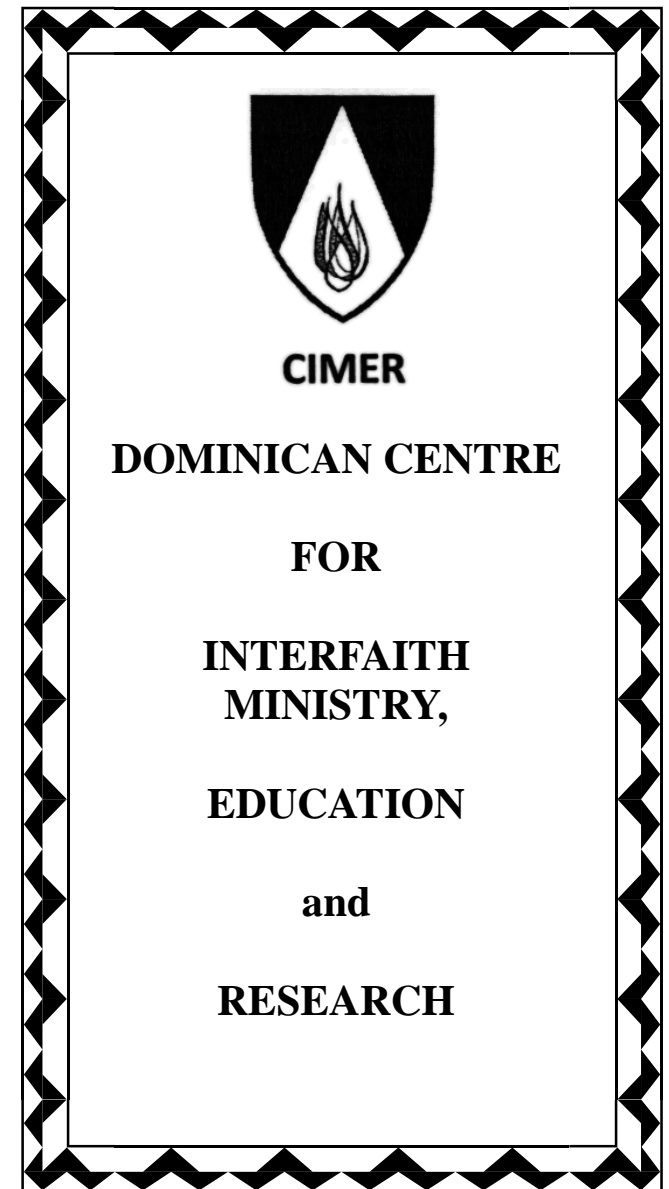 CIMER
DOMINICAN CENTRE
FOR
INTERFAITH
MINISTRY,
EDUCATION
and
RESEARCH